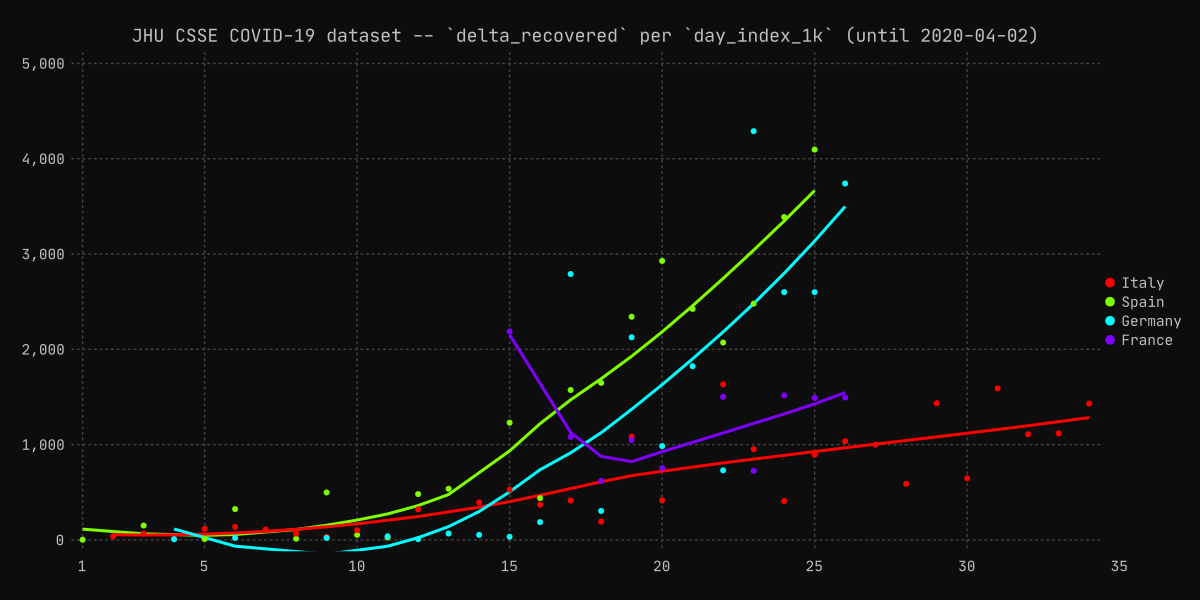 JHU CSSE COVID-19 dataset -- `delta_recovered` per `day_index_1k` (until 2020-04-02)
5,000
4,000
3,000
2,000
1,000
0
1 5 10 15 20 25 30 35
Italy
Spain
Germany
France